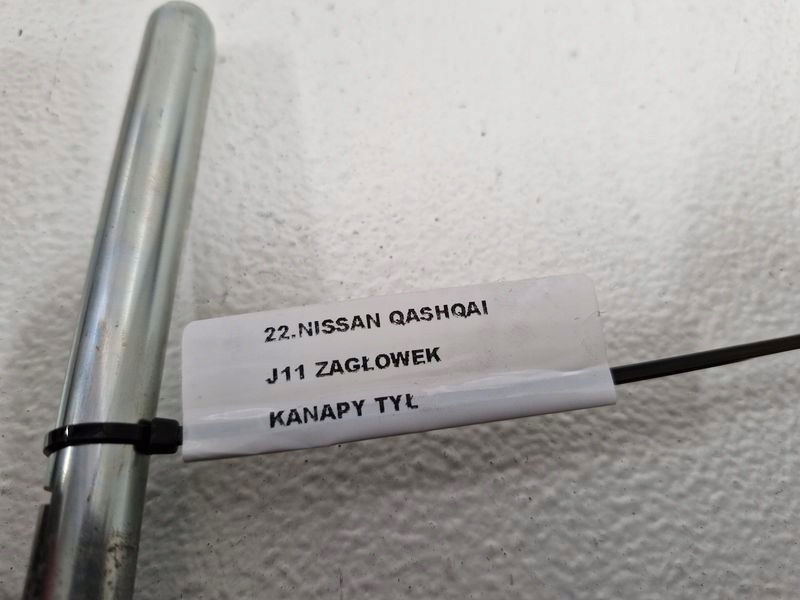 22.NISSAN QASHQAI
J11 ZAGŁOWEK
KANAPY TYŁ